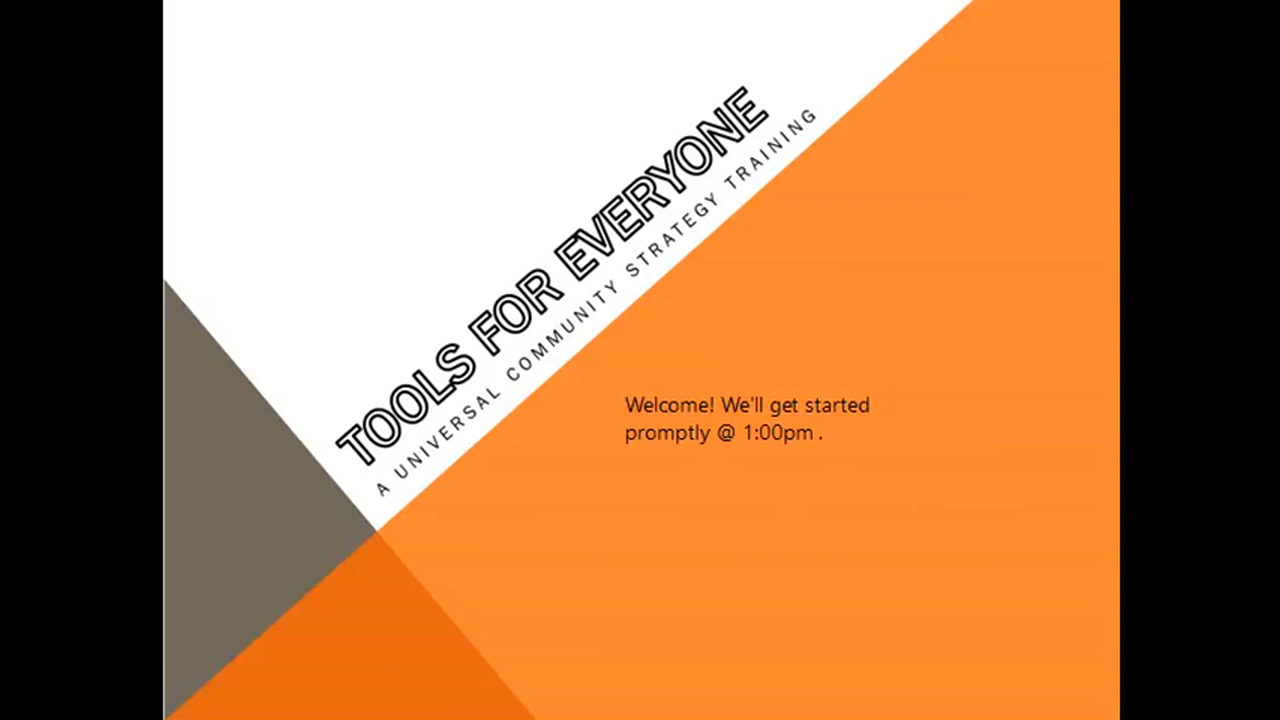 TOOLS FOR EVERYONE
A UNIVERSAL COMMUNITY STRATEGY TRAINING
Welcome! We'll get started
promptly @ 1:00pm .